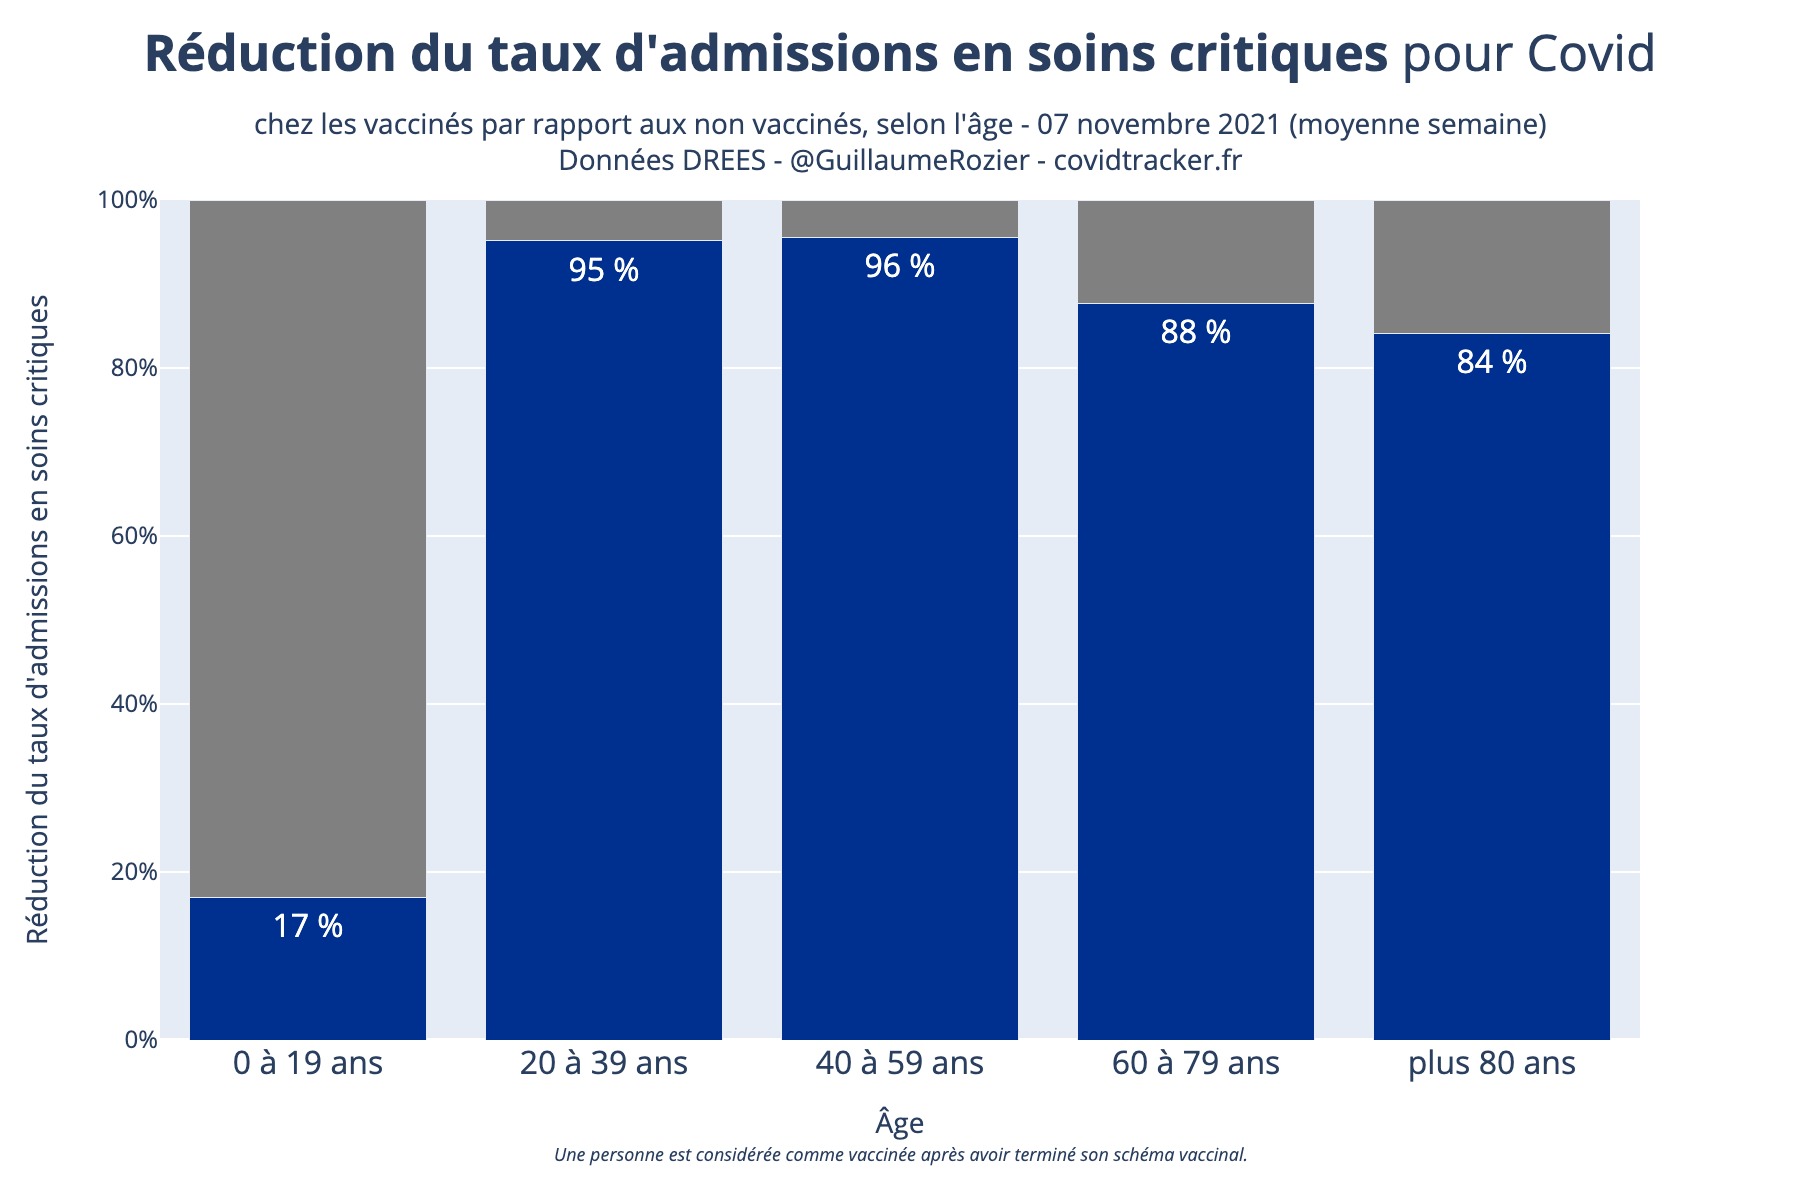 Réduction du taux d'admissions en soins critiques pour Covid
chez les vaccinés par rapport aux non vaccinés, selon l'âge - 07 novembre 2021 (moyenne semaine)
Données DREES - @GuillaumeRozier - covidtracker.fr
Réduction du taux d'admissions en soins critiques
100%
80%
60%
40%
20%
0%
17 %
95 %
96 %
88 %
84 %
0 à 19 ans
20 à 39 ans
40 à 59 ans
60 à 79 ans
plus 80 ans
Âge
Une personne est considérée comme vaccinée après avoir terminé son schéma vaccinal.